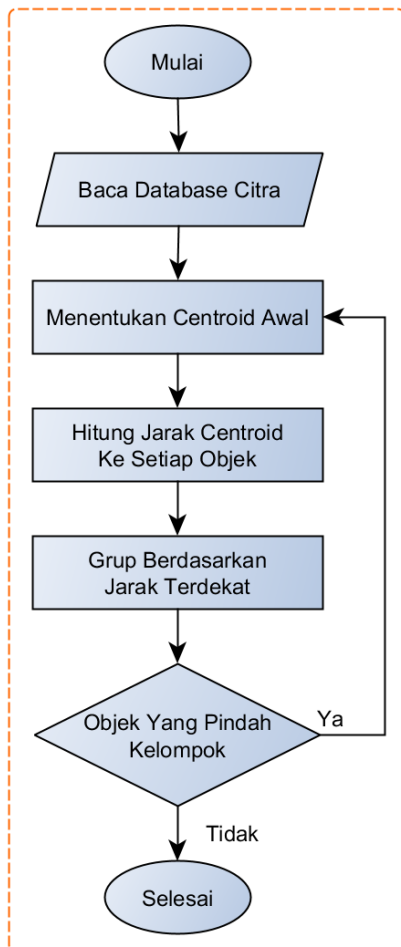 Mulai
Baca Database Citra
Menentukan Centroid Awal
Hitung Jarak Centroid
Ke Setiap Objek
Grup Berdasarkan
Jarak Terdekat
Objek Yang Pindah
Kelompok
Ya
Tidak
Selesai